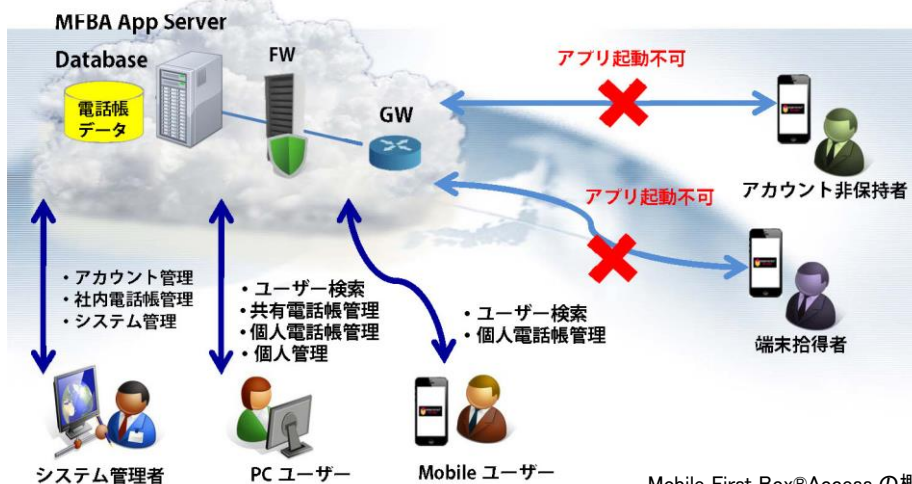 MFBA App Server
Database
FW
電話帳
データ
GW
アプリ起動不可
アカウント非保持者
アプリ起動不可
端末拾得者
・アカウント管理
・社内電話帳管理
・システム管理
・ユーザー検索
・共有電話帳管理
・個人電話帳管理
・個人管理
・ユーザー検索
・個人電話帳管理
システム管理者
PC ユーザー
Mobile ユーザー
Mobile First Box®Access の概